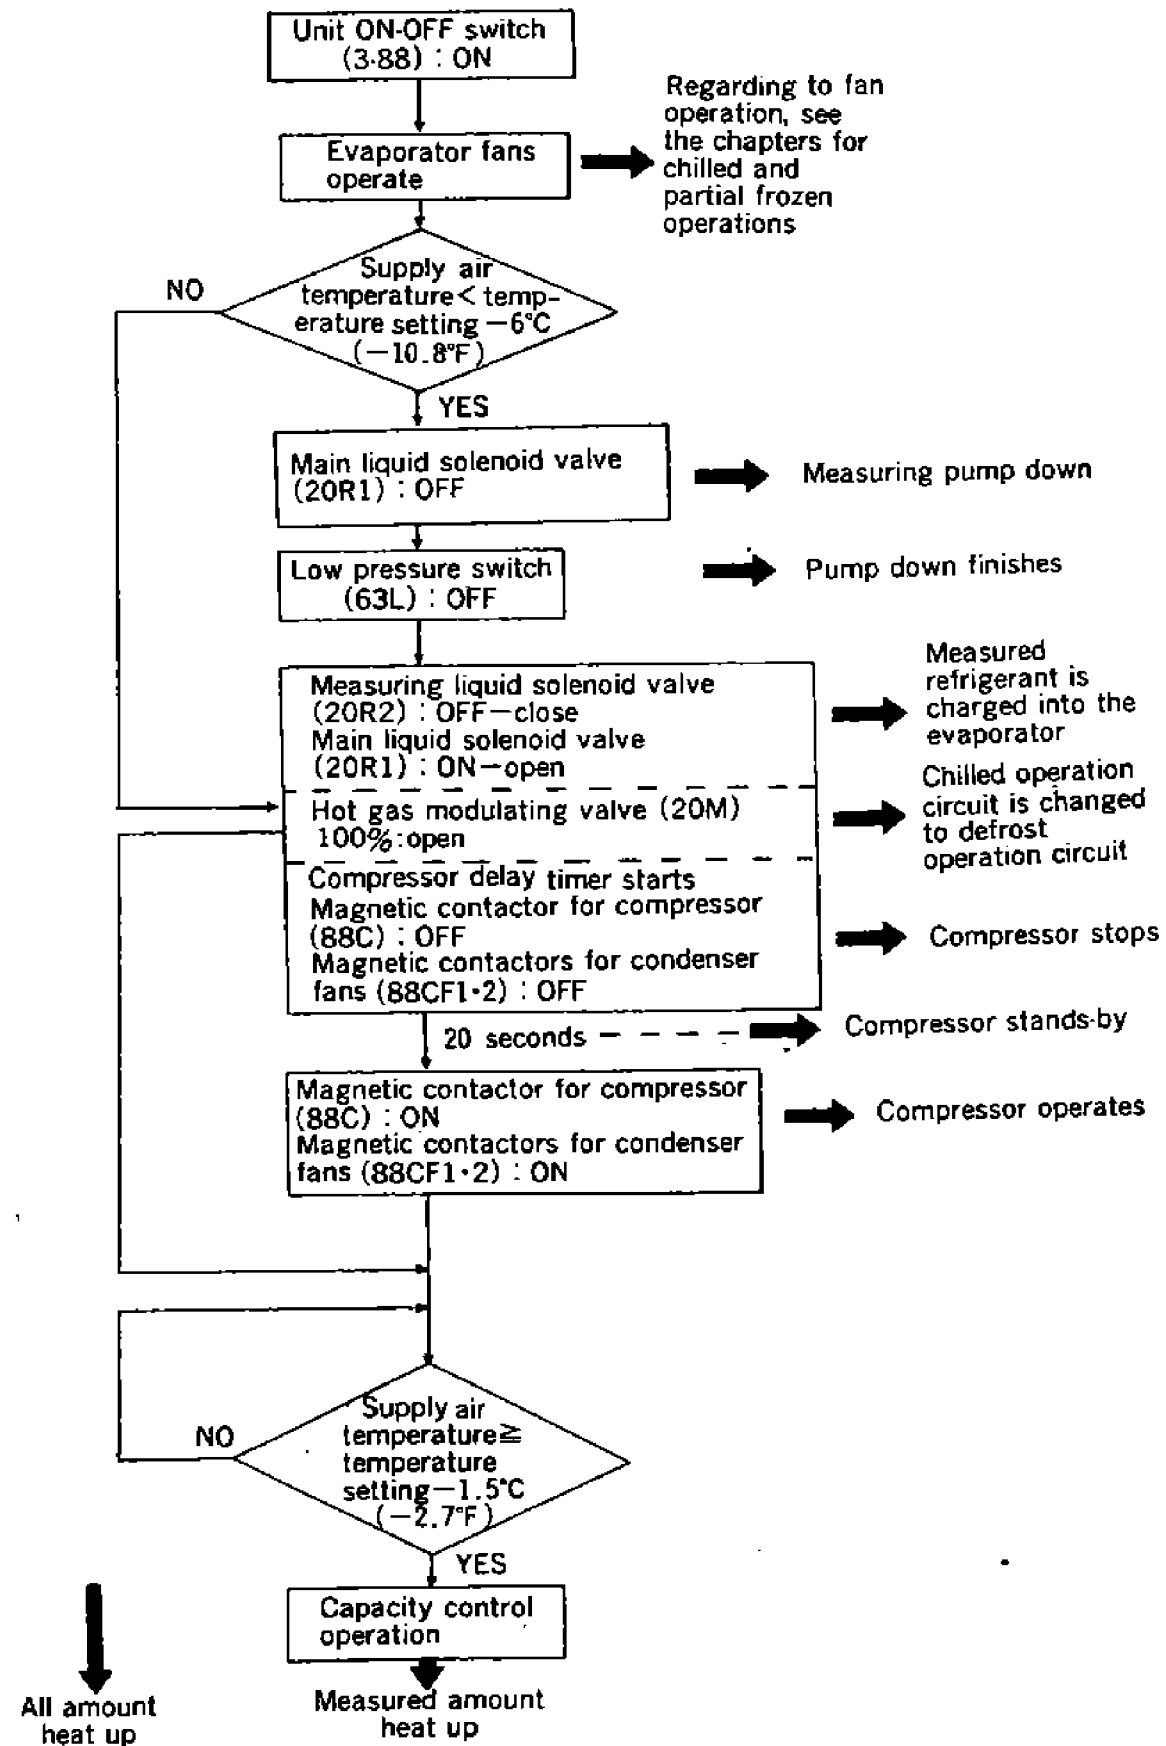 Unit ON-OFF switch
(3·88) : ON
Regarding to fan
operation, see
the chapters for
chilled and
partial frozen
operations
Evaporator fans
operate
NO
Supply air
temperature < temp-
erature setting −6°C
(−10.8°F)
YES
Main liquid solenoid valve
(20R1) : OFF
Measuring pump down
Low pressure switch
(63L) : OFF
Pump down finishes
Measuring liquid solenoid valve
(20R2) : OFF−close
Main liquid solenoid valve
(20R1) : ON−open
Measured
refrigerant is
charged into the
evaporator
Hot gas modulating valve (20M)
100%:open
Chilled operation
circuit is changed
to defrost
operation circuit
Compressor delay timer starts
Magnetic contactor for compressor
(88C) : OFF
Magnetic contactors for condenser
fans (88CF1·2) : OFF
Compressor stops
20 seconds
Compressor stands-by
Magnetic contactor for compressor
(88C) : ON
Magnetic contactors for condenser
fans (88CF1·2) : ON
Compressor operates
NO
Supply air
temperature ≧
temperature
setting−1.5°C
(−2.7°F)
YES
Capacity control
operation
All amount
heat up
Measured amount
heat up